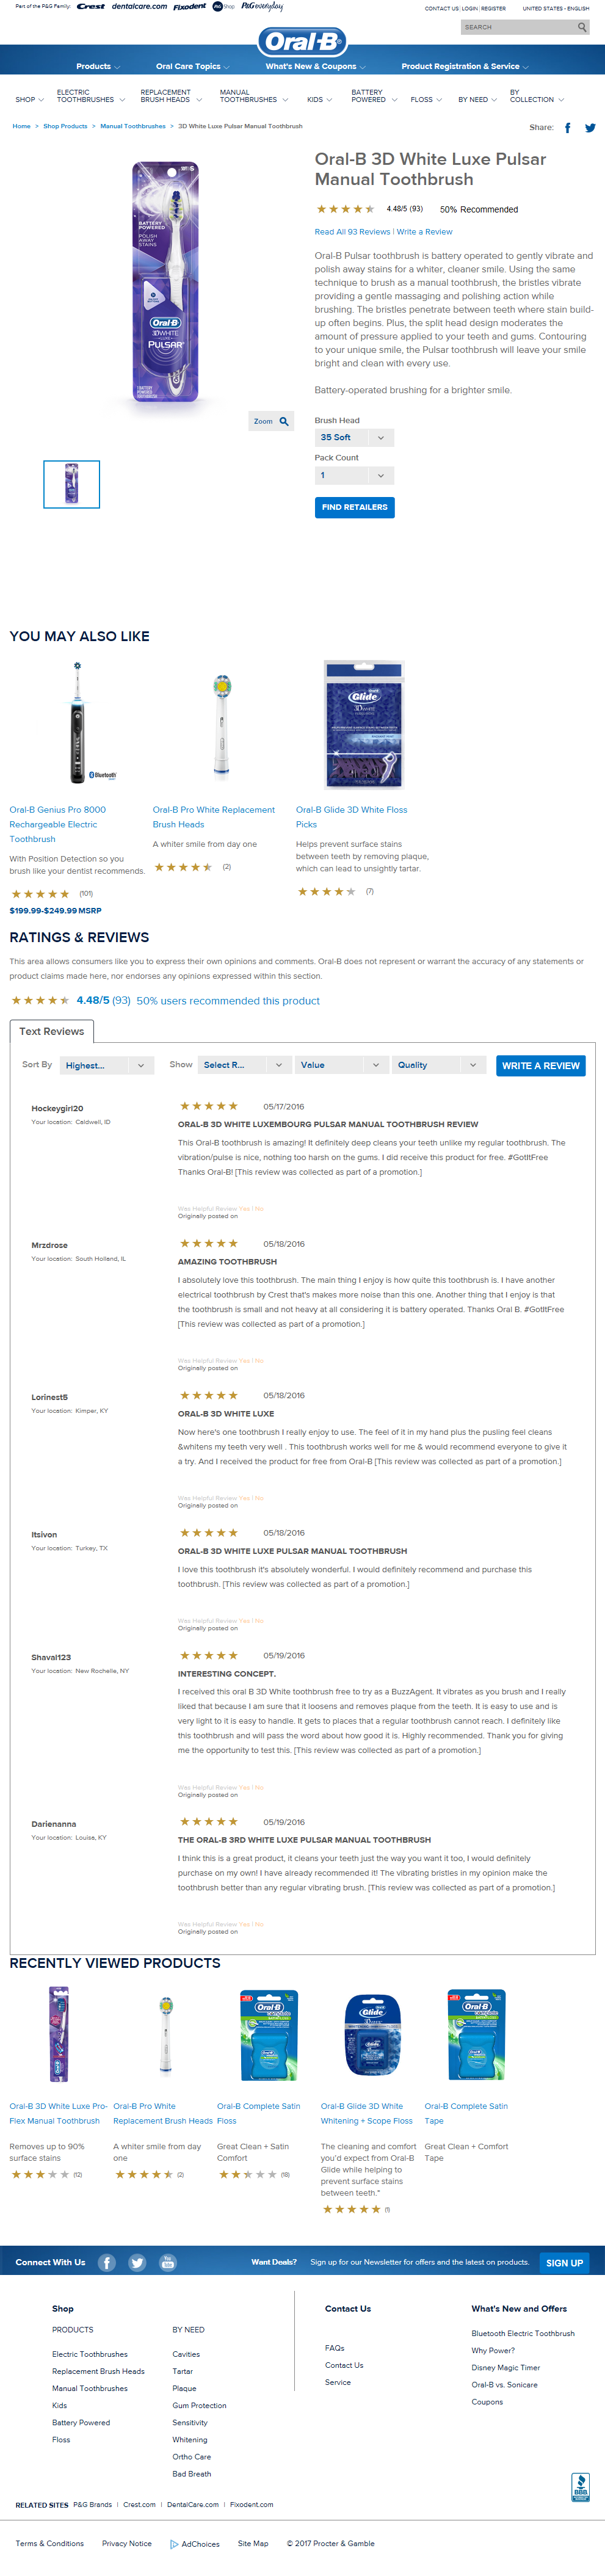 Part of the P&G Family: Crest dentalcare.com Fixodent P&G Shop P&G everyday
CONTACT US | LOGIN | REGISTER UNITED STATES - ENGLISH
SEARCH
Oral-B
Products Oral Care Topics What's New & Coupons Product Registration & Service
SHOP ELECTRIC TOOTHBRUSHES REPLACEMENT BRUSH HEADS MANUAL TOOTHBRUSHES KIDS BATTERY POWERED FLOSS BY NEED BY COLLECTION
Home > Shop Products > Manual Toothbrushes > 3D White Luxe Pulsar Manual Toothbrush
Share:
Oral-B 3D White Luxe Pulsar
Manual Toothbrush
4.48/5 (93) 50% Recommended
Read All 93 Reviews | Write a Review
Oral-B Pulsar toothbrush is battery operated to gently vibrate and
polish away stains for a whiter, cleaner smile. Using the same
technique to brush as a manual toothbrush, the bristles vibrate
providing a gentle massaging and polishing action while
brushing. The bristles penetrate between teeth where stain build-
up often begins. Plus, the split head design moderates the
amount of pressure applied to your teeth and gums. Contouring
to your unique smile, the Pulsar toothbrush will leave your smile
bright and clean with every use.
Battery-operated brushing for a brighter smile.
BATTERY
POWERED
POLISH
AWAY
STAINS
Oral-B
3DWHITE
LUXE
PULSAR
1 BATTERY
POWERED
TOOTHBRUSH
Zoom
Brush Head
35 Soft
Pack Count
1
FIND RETAILERS
YOU MAY ALSO LIKE
Bluetooth
Glide
Oral-B Genius Pro 8000
Rechargeable Electric
Toothbrush
With Position Detection so you
brush like your dentist recommends.
(101)
$199.99-$249.99 MSRP
Oral-B Pro White Replacement
Brush Heads
A whiter smile from day one
(2)
Oral-B Glide 3D White Floss
Picks
Helps prevent surface stains
between teeth by removing plaque,
which can lead to unsightly tartar.
(7)
RATINGS & REVIEWS
This area allows consumers like you to express their own opinions and comments. Oral-B does not represent or warrant the accuracy of any statements or
product claims made here, nor endorses any opinions expressed within this section.
4.48/5 (93) 50% users recommended this product
Text Reviews
Sort By Highest... Show Select R... Value Quality WRITE A REVIEW
Hockeygirl20
Your location: Caldwell, ID
05/17/2016
ORAL-B 3D WHITE LUXEMBOURG PULSAR MANUAL TOOTHBRUSH REVIEW
This Oral-B toothbrush is amazing! It definitely deep cleans your teeth unlike my regular toothbrush. The
vibration/pulse is nice, nothing too harsh on the gums. I did receive this product for free. #GotItFree
Thanks Oral-B! [This review was collected as part of a promotion.]
Was Helpful Review Yes | No
Originally posted on
Mrzdrose
Your location: South Holland, IL
05/18/2016
AMAZING TOOTHBRUSH
I absolutely love this toothbrush. The main thing I enjoy is how quite this toothbrush is. I have another
electrical toothbrush by Crest that's makes more noise than this one. Another thing that I enjoy is that
the toothbrush is small and not heavy at all considering it is battery operated. Thanks Oral B. #GotItFree
[This review was collected as part of a promotion.]
Was Helpful Review Yes | No
Originally posted on
Lorinest5
Your location: Kimper, KY
05/18/2016
ORAL-B 3D WHITE LUXE
Now here's one toothbrush I really enjoy to use. The feel of it in my hand plus the pusling feel cleans
&whitens my teeth very well . This toothbrush works well for me & would recommend everyone to give it
a try. And I received the product for free from Oral-B [This review was collected as part of a promotion.]
Was Helpful Review Yes | No
Originally posted on
Itsivon
Your location: Turkey, TX
05/18/2016
ORAL-B 3D WHITE LUXE PULSAR MANUAL TOOTHBRUSH
I love this toothbrush it's absolutely wonderful. I would definitely recommend and purchase this
toothbrush. [This review was collected as part of a promotion.]
Was Helpful Review Yes | No
Originally posted on
Shaval123
Your location: New Rochelle, NY
05/19/2016
INTERESTING CONCEPT.
I received this oral B 3D White toothbrush free to try as a BuzzAgent. It vibrates as you brush and I really
liked that because I am sure that it loosens and removes plaque from the teeth. It is easy to use and is
very light to it is easy to handle. It gets to places that a regular toothbrush cannot reach. I definitely like
this toothbrush and will pass the word about how good it is. Highly recommended. Thank you for giving
me the opportunity to test this. [This review was collected as part of a promotion.]
Was Helpful Review Yes | No
Originally posted on
Darienanna
Your location: Louisa, KY
05/19/2016
THE ORAL-B 3RD WHITE LUXE PULSAR MANUAL TOOTHBRUSH
I think this is a great product, it cleans your teeth just the way you want it too, I would definitely
purchase on my own! I have already recommended it! The vibrating bristles in my opinion make the
toothbrush better than any regular vibrating brush. [This review was collected as part of a promotion.]
Was Helpful Review Yes | No
Originally posted on
RECENTLY VIEWED PRODUCTS
Oral-B
complete
Glide
Oral-B
complete
Oral-B 3D White Luxe Pro-
Flex Manual Toothbrush
Removes up to 90%
surface stains
(12)
Oral-B Pro White
Replacement Brush Heads
A whiter smile from day
one
(2)
Oral-B Complete Satin
Floss
Great Clean + Satin
Comfort
(18)
Oral-B Glide 3D White
Whitening + Scope Floss
The cleaning and comfort
you'd expect from Oral-B
Glide while helping to
prevent surface stains
between teeth.*
(1)
Oral-B Complete Satin
Tape
Great Clean + Comfort
Tape
Connect With Us
Want Deals? Sign up for our Newsletter for offers and the latest on products. SIGN UP
Shop
PRODUCTS
Electric Toothbrushes
Replacement Brush Heads
Manual Toothbrushes
Kids
Battery Powered
Floss
BY NEED
Cavities
Tartar
Plaque
Gum Protection
Sensitivity
Whitening
Ortho Care
Bad Breath
Contact Us
FAQs
Contact Us
Service
What's New and Offers
Bluetooth Electric Toothbrush
Why Power?
Disney Magic Timer
Oral-B vs. Sonicare
Coupons
BBB
RELATED SITES P&G Brands | Crest.com | DentalCare.com | Fixodent.com
Terms & Conditions Privacy Notice AdChoices Site Map © 2017 Procter & Gamble